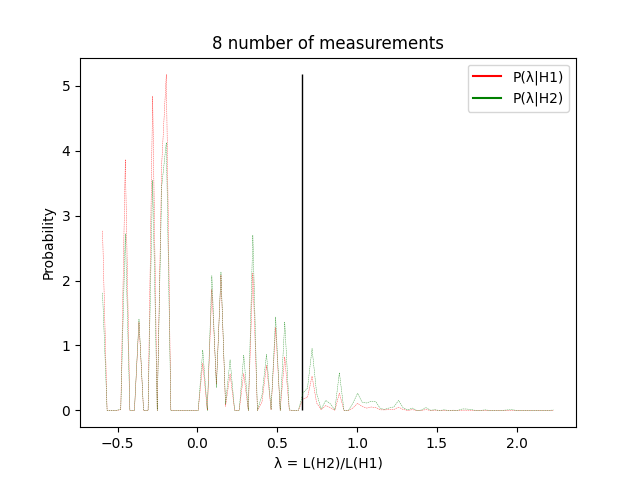 8 number of measurements
P(λ|H1)
P(λ|H2)
Probability
5
4
3
2
1
0
−0.5
0.0
0.5
1.0
1.5
2.0
λ = L(H2)/L(H1)